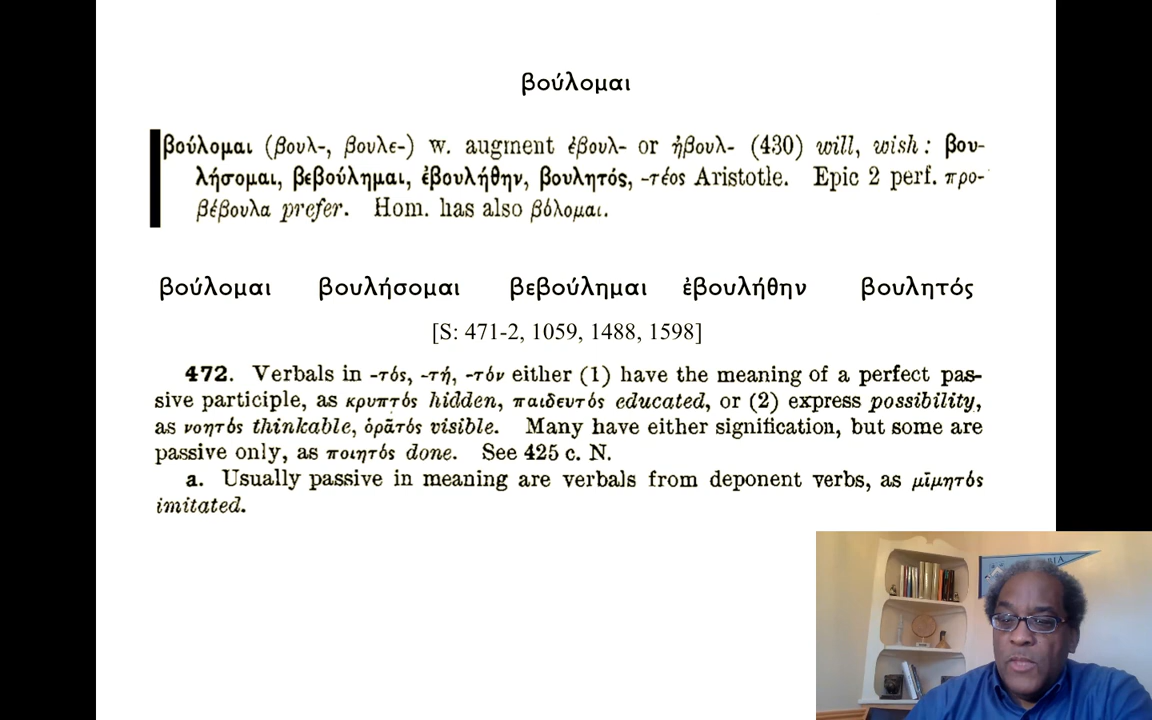 βούλομαι
βούλομαι (βουλ-, βουλε-) w. augment ἐβουλ- or ἠβουλ- (430) will, wish: βου-
λήσομαι, βεβούλημαι, ἐβουλήθην, βουλητός, -τέος Aristotle. Epic 2 perf. προ-
βέβουλα prefer. Hom. has also βόλομαι.
βούλομαι βουλήσομαι βεβούλημαι ἐβουλήθην βουλητός
[S: 471-2, 1059, 1488, 1598]
472. Verbals in -τός, -τή, -τόν either (1) have the meaning of a perfect pas-
sive participle, as κρυπτός hidden, παιδευτός educated, or (2) express possibility,
as νοητός thinkable, ὁρᾱτός visible. Many have either signification, but some are
passive only, as ποιητός done. See 425 c. N.
a. Usually passive in meaning are verbals from deponent verbs, as μῑμητός
imitated.